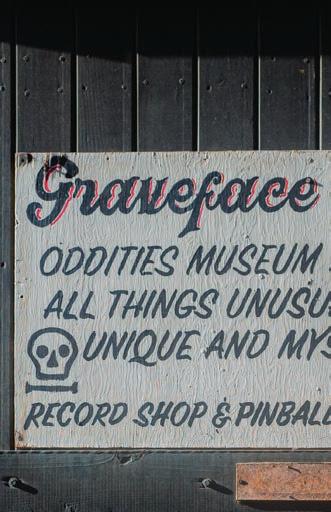 Graveface
ODDITIES MUSEUM
ALL THINGS UNUSU
UNIQUE AND MYS
RECORD SHOP & PINBALL